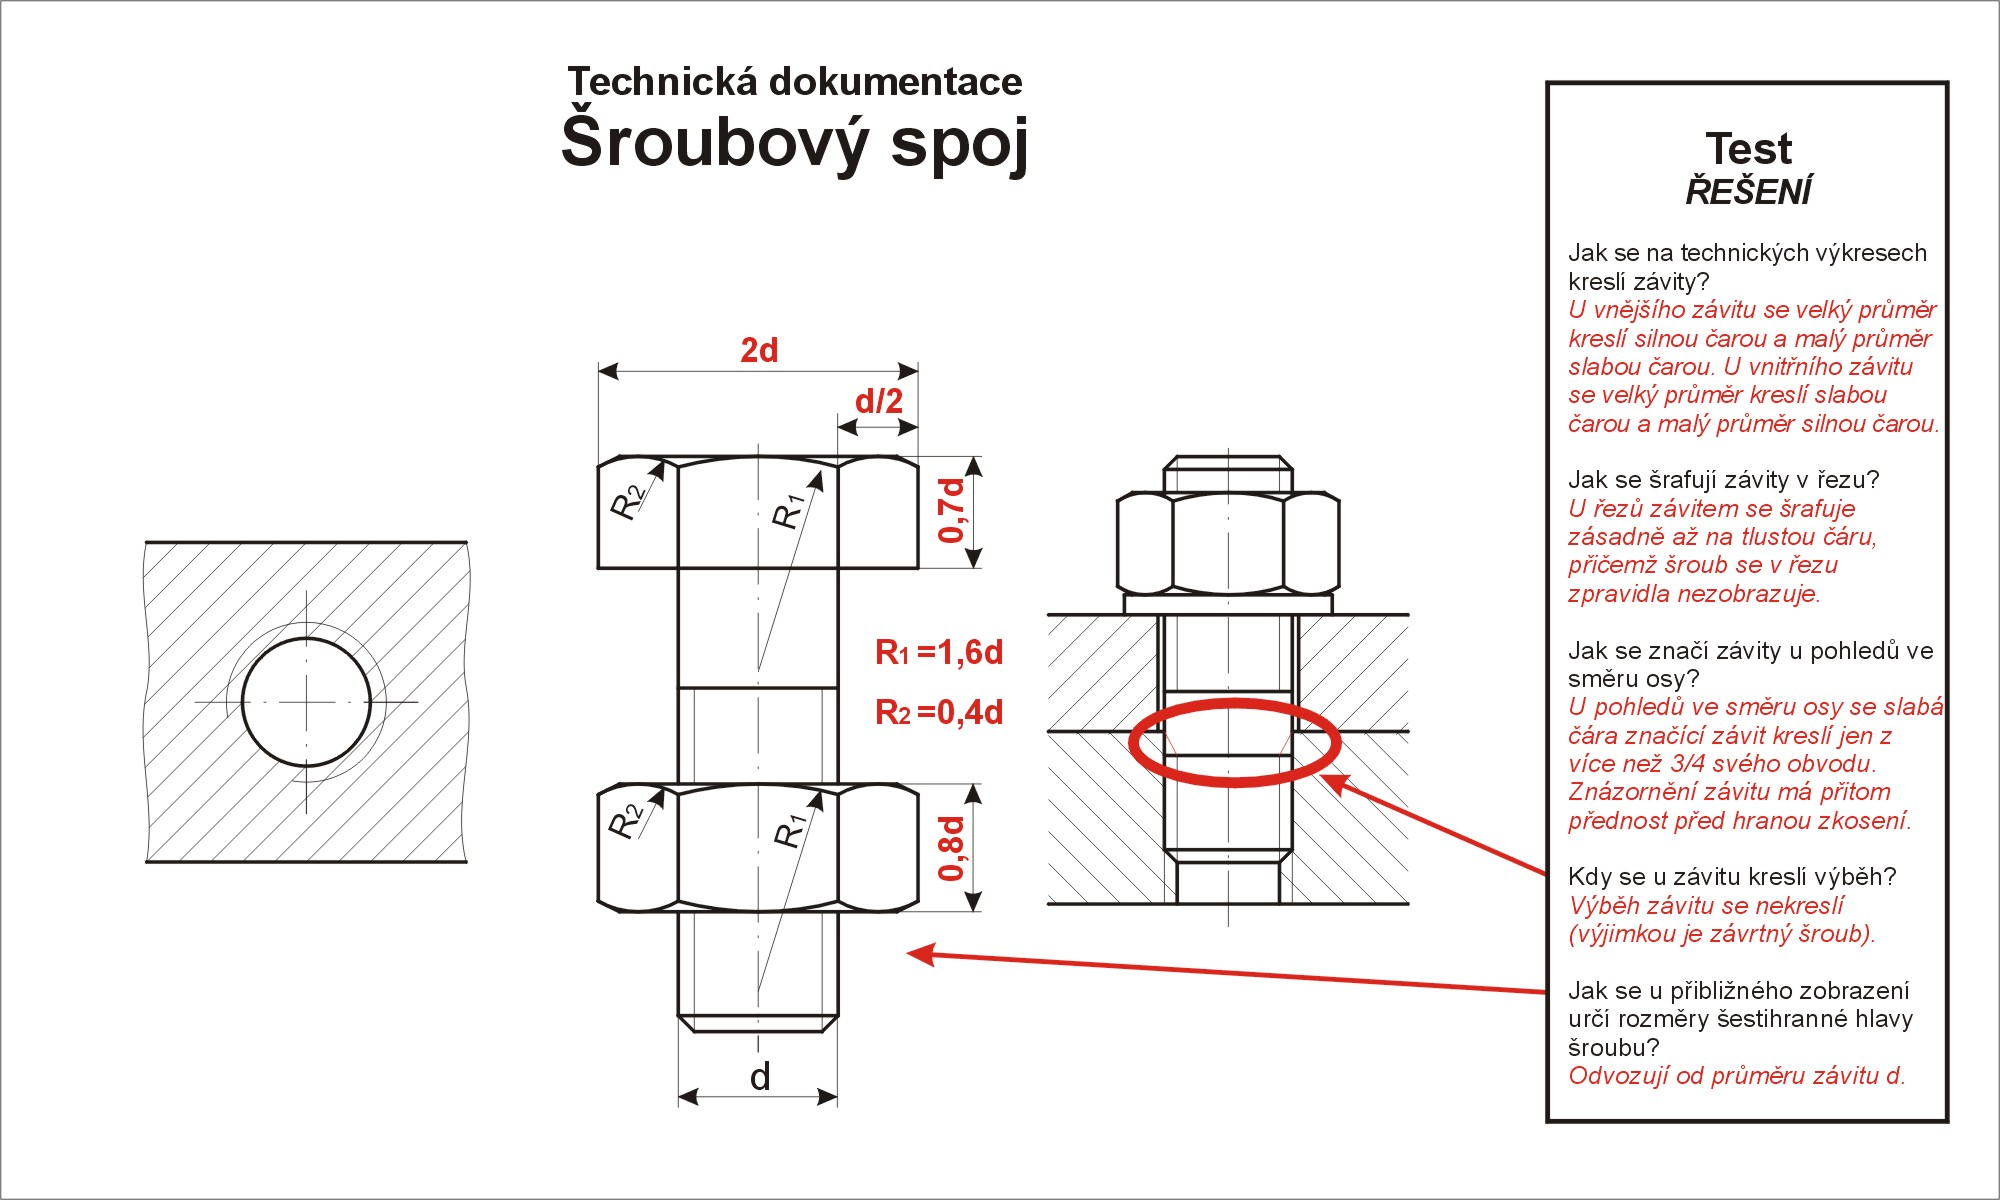 Technická dokumentace
Šroubový spoj
2d
d/2
R2
R1
0,7d
R1 =1,6d
R2 =0,4d
R2
R1
0,8d
d
Test
ŘEŠENÍ
Jak se na technických výkresech
kreslí závity?
U vnějšího závitu se velký průměr
kreslí silnou čarou a malý průměr
slabou čarou. U vnitřního závitu
se velký průměr kreslí slabou
čarou a malý průměr silnou čarou.
Jak se šrafují závity v řezu?
U řezů závitem se šrafuje
zásadně až na tlustou čáru,
přičemž šroub se v řezu
zpravidla nezobrazuje.
Jak se značí závity u pohledů ve
směru osy?
U pohledů ve směru osy se slabá
čára značící závit kreslí jen z
více než 3/4 svého obvodu.
Znázornění závitu má přitom
přednost před hranou zkosení.
Kdy se u závitu kreslí výběh?
Výběh závitu se nekreslí
(výjimkou je závrtný šroub).
Jak se u přibližného zobrazení
určí rozměry šestihranné hlavy
šroubu?
Odvozují od průměru závitu d.